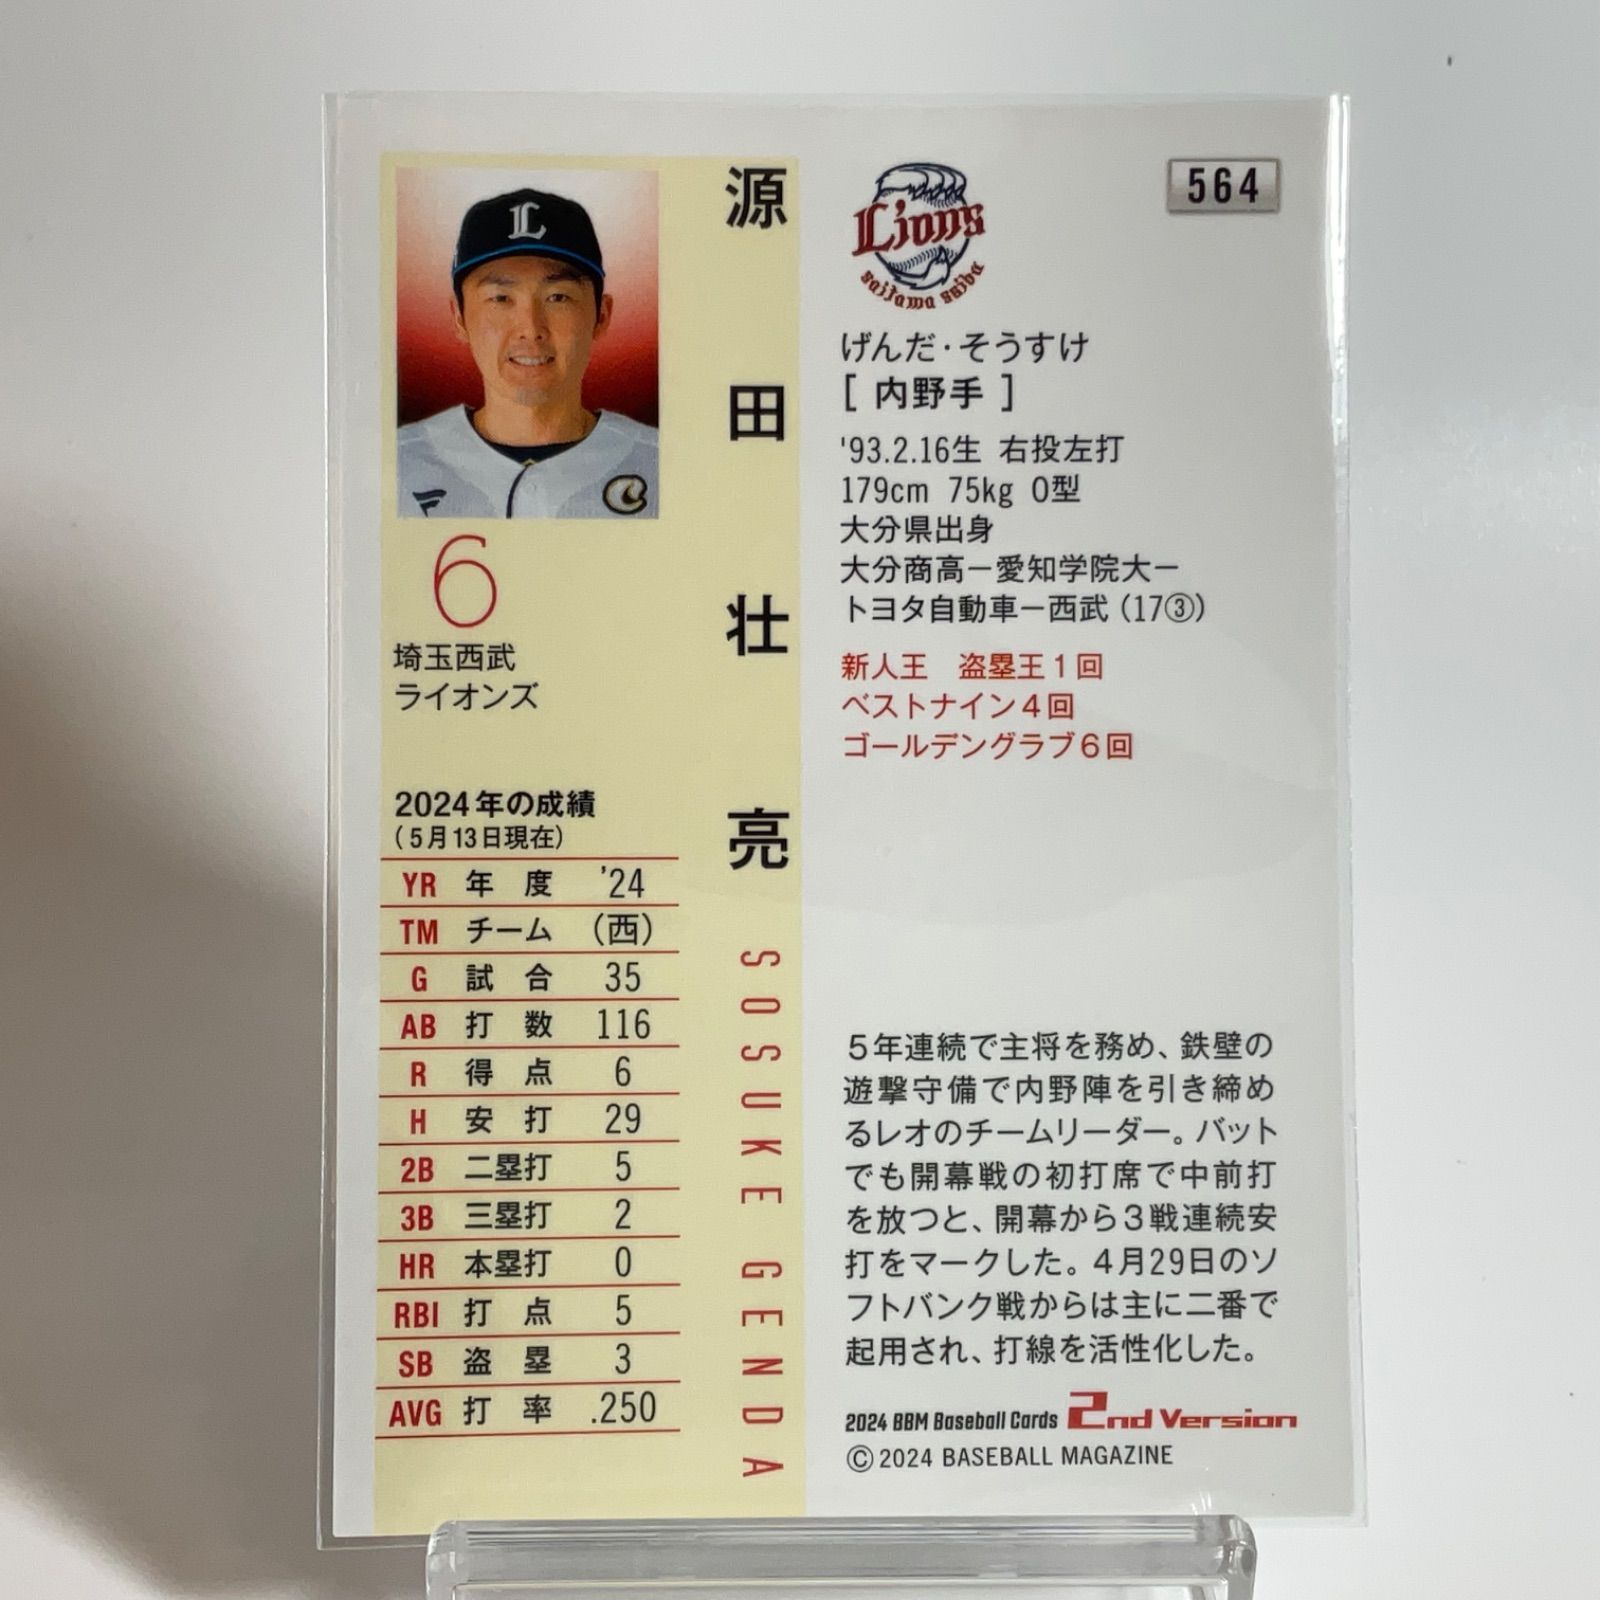 L
源田壮亮
SOSUKE GENDA
6
埼玉西武
ライオンズ
2024年の成績
(5月13日現在)
YR 年度 '24
TM チーム (西)
G 試合 35
AB 打数 116
R 得点 6
H 安打 29
2B 二塁打 5
3B 三塁打 2
HR 本塁打 0
RBI 打点 5
SB 盗塁 3
AVG 打率 .250
Lions
saitama seibu
564
げんだ・そうすけ
[ 内野手 ]
'93.2.16生 右投左打
179cm 75kg O型
大分県出身
大分商高－愛知学院大－
トヨタ自動車－西武（17③）
新人王 盗塁王1回
ベストナイン4回
ゴールデングラブ6回
5年連続で主将を務め、鉄壁の
遊撃守備で内野陣を引き締め
るレオのチームリーダー。バット
でも開幕戦の初打席で中前打
を放つと、開幕から3戦連続安
打をマークした。4月29日のソ
フトバンク戦からは主に二番で
起用され、打線を活性化した。
2024 BBM Baseball Cards 2nd Version
©2024 BASEBALL MAGAZINE